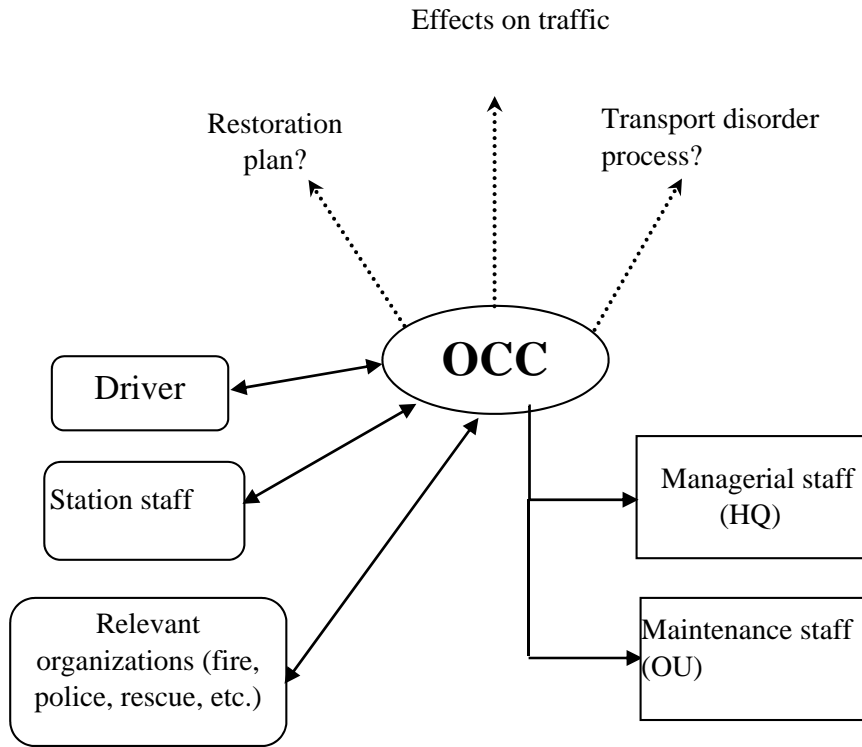 Effects on traffic
Restoration
plan?
Transport disorder
process?
OCC
Driver
Station staff
Relevant
organizations (fire,
police, rescue, etc.)
Managerial staff
(HQ)
Maintenance staff
(OU)